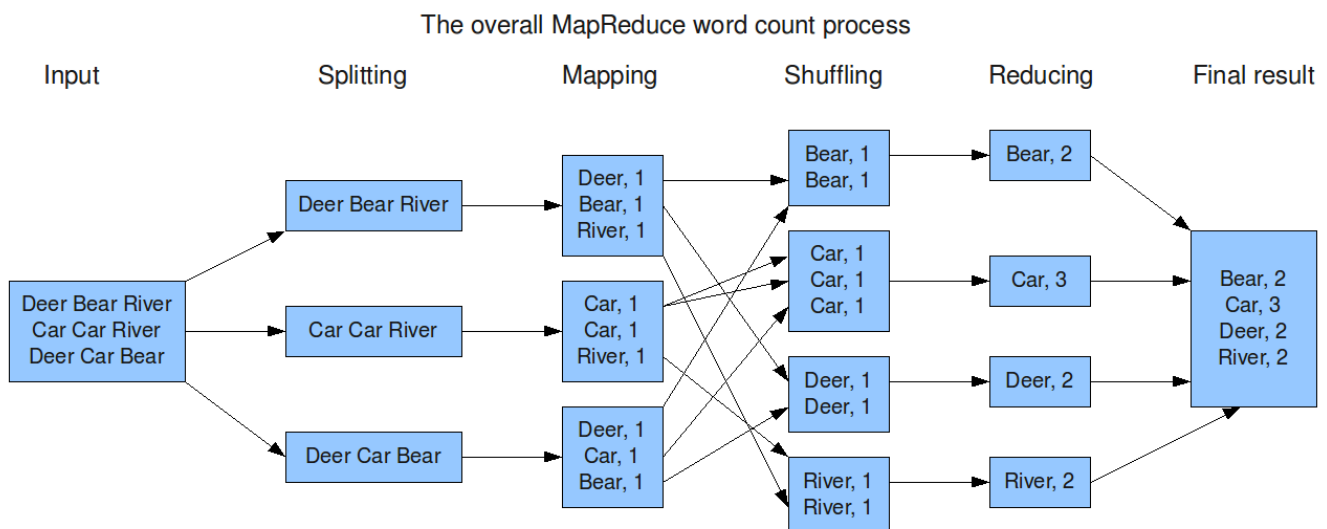 The overall MapReduce word count process
Input
Splitting
Mapping
Shuffling
Reducing
Final result
Deer Bear River
Car Car River
Deer Car Bear
Deer Bear River
Car Car River
Deer Car Bear
Deer, 1
Bear, 1
River, 1
Car, 1
Car, 1
River, 1
Deer, 1
Car, 1
Bear, 1
Bear, 1
Bear, 1
Car, 1
Car, 1
Car, 1
Deer, 1
Deer, 1
River, 1
River, 1
Bear, 2
Car, 3
Deer, 2
River, 2
Bear, 2
Car, 3
Deer, 2
River, 2